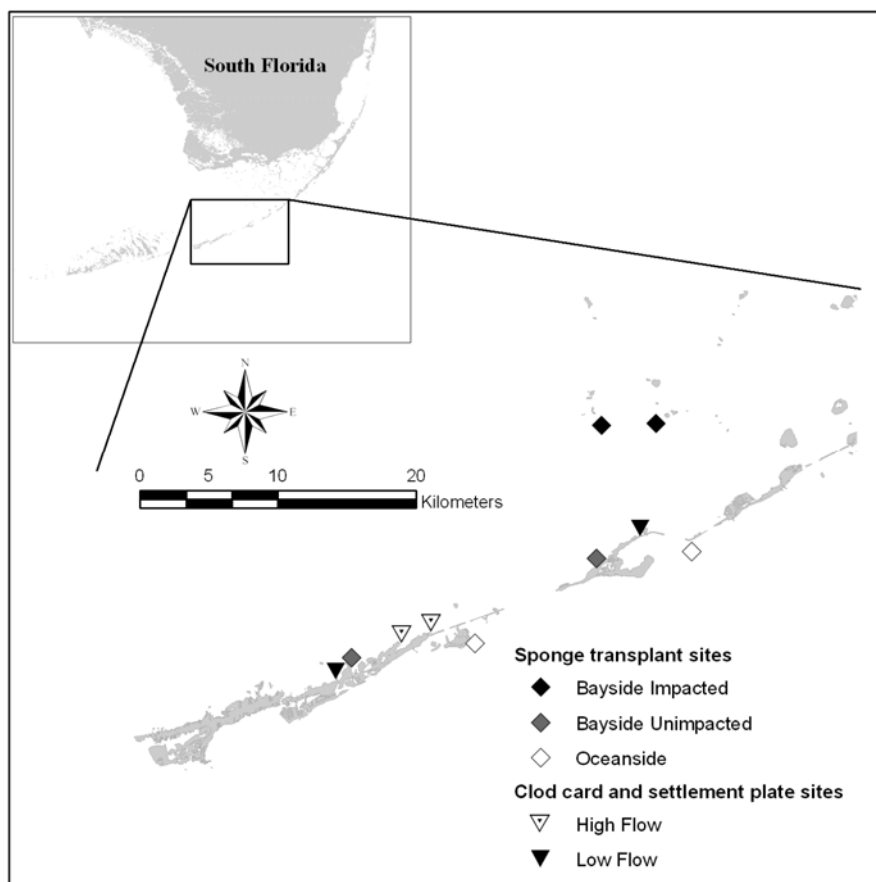 South Florida
N
W E
S
0 5 10 20
Kilometers
Sponge transplant sites
Bayside Impacted
Bayside Unimpacted
Oceanside
Clod card and settlement plate sites
High Flow
Low Flow